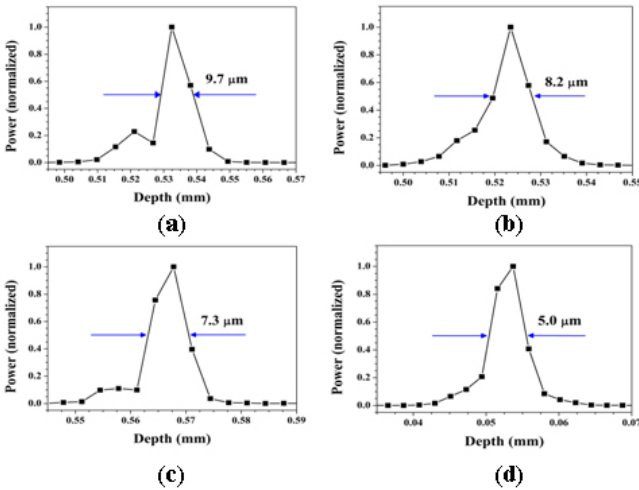 Power (normalized)
1.0
0.8
0.6
0.4
0.2
0.0
9.7 μm
0.50 0.51 0.52 0.53 0.54 0.55 0.56 0.57
Depth (mm)
(a)
Power (normalized)
1.0
0.8
0.6
0.4
0.2
0.0
8.2 μm
0.50 0.51 0.52 0.53 0.54 0.55
Depth (mm)
(b)
Power (normalized)
1.0
0.8
0.6
0.4
0.2
0.0
7.3 μm
0.55 0.56 0.57 0.58 0.59
Depth (mm)
(c)
Power (normalized)
1.0
0.8
0.6
0.4
0.2
0.0
5.0 μm
0.04 0.05 0.06 0.07
Depth (mm)
(d)